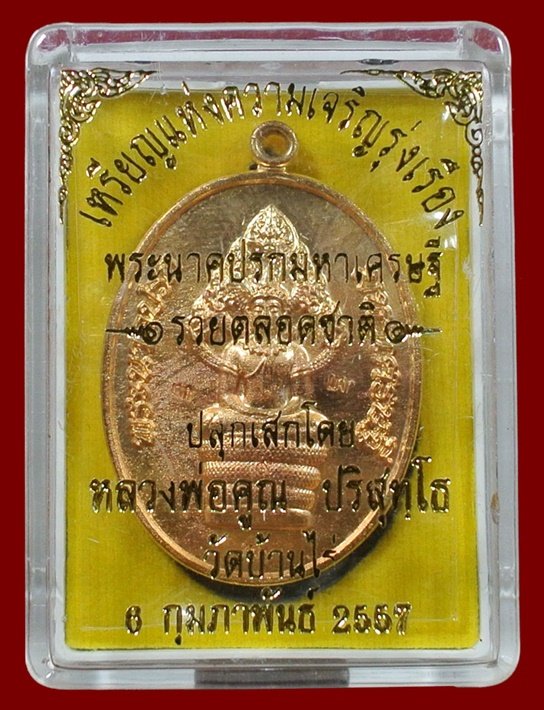 เหรียญแห่งความเจริญรุ่งเรือง
พระนาคปรกมหาเศรษฐี
รวยตลอดชาติ
ปลุกเสกโดย
หลวงพ่อคูณ ปริสุทฺโธ
วัดบ้านไร่
6 กุมภาพันธ์ 2557